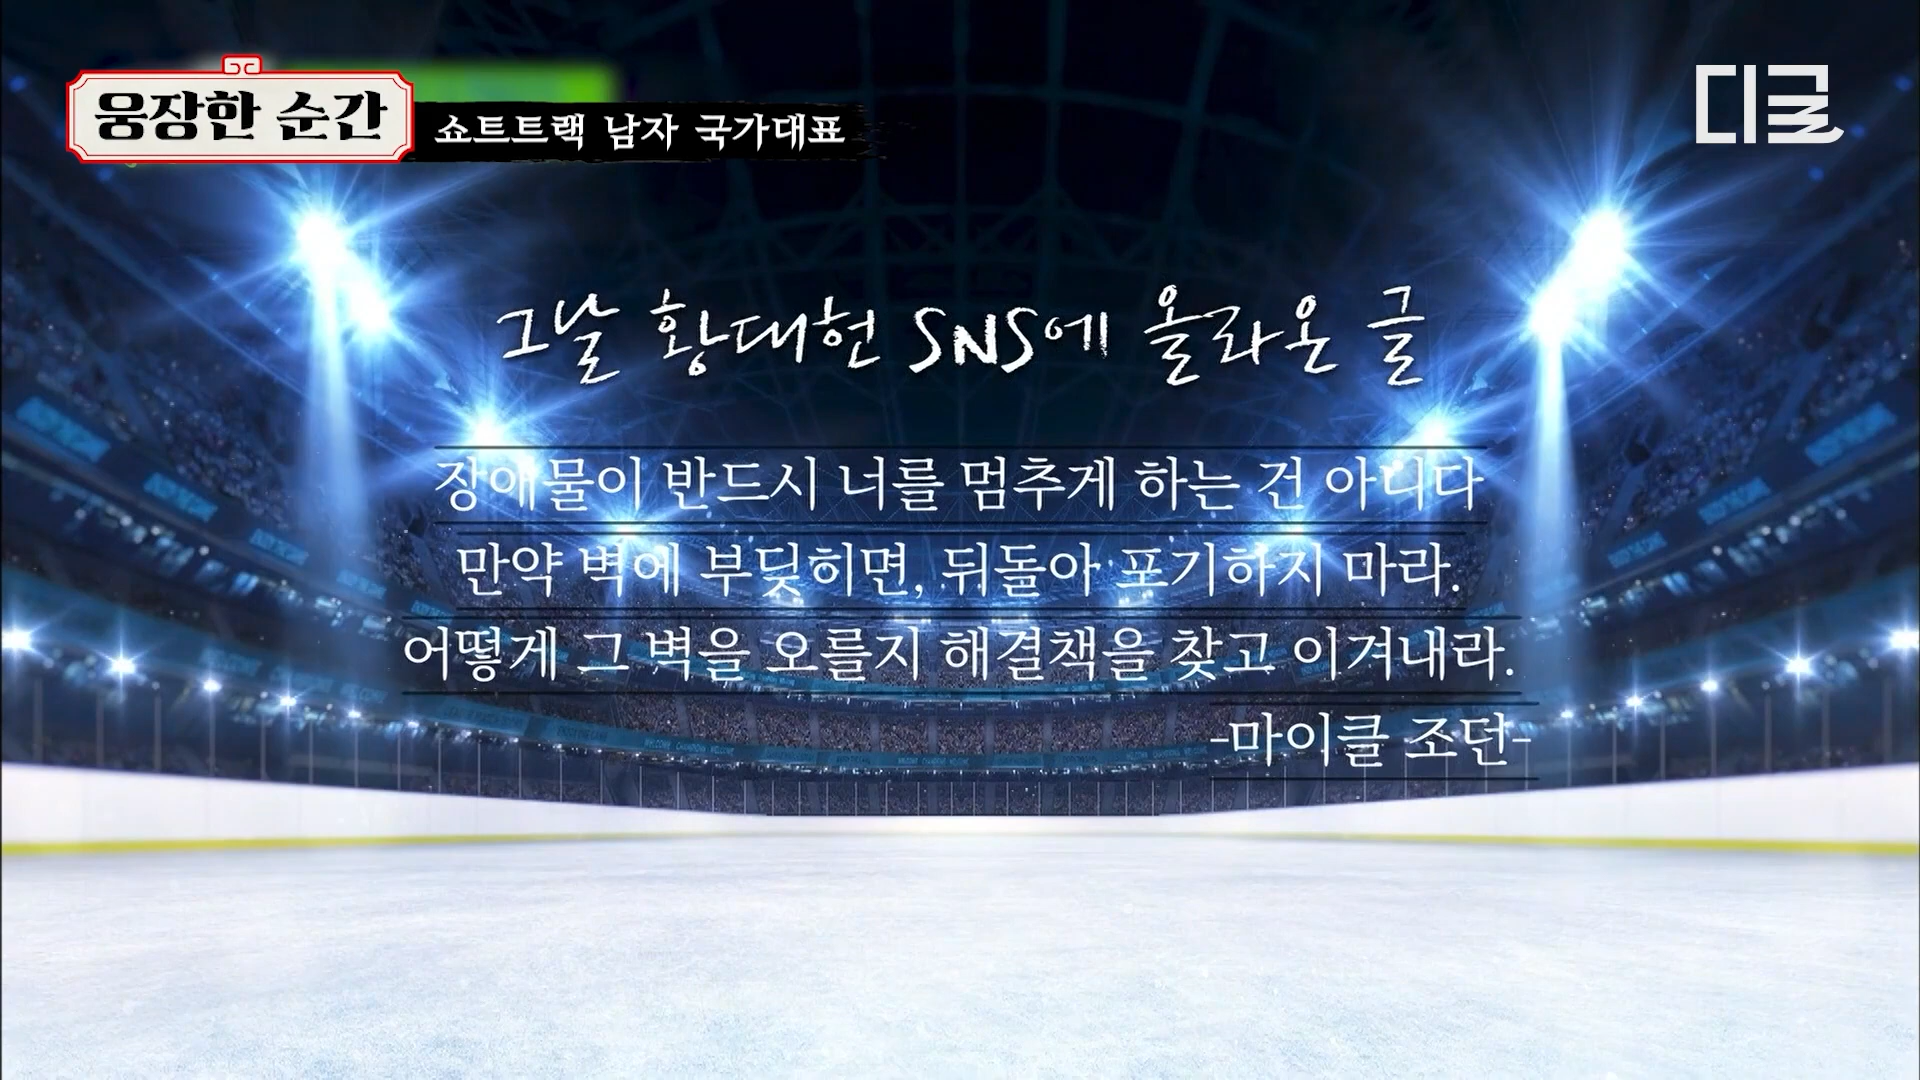 웅장한 순간
쇼트트랙 남자 국가대표
디글
그날 황대헌 SNS에 올라온 글
장애물이 반드시 너를 멈추게 하는 건 아니다
만약 벽에 부딪히면, 뒤돌아 포기하지 마라.
어떻게 그 벽을 오를지 해결책을 찾고 이겨내라.
-마이클 조던-